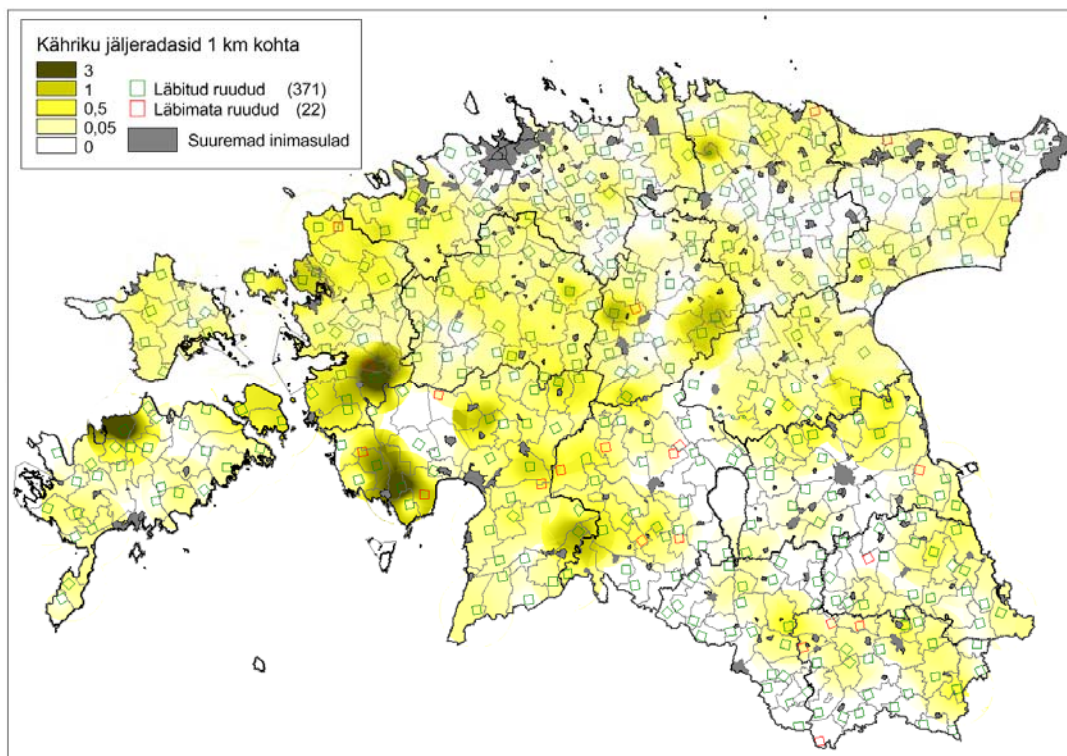 Kähriku jäljeradasid 1 km kohta
3
1
0,5
0,05
0
Läbitud ruudud (371)
Läbimata ruudud (22)
Suuremad inimasulad